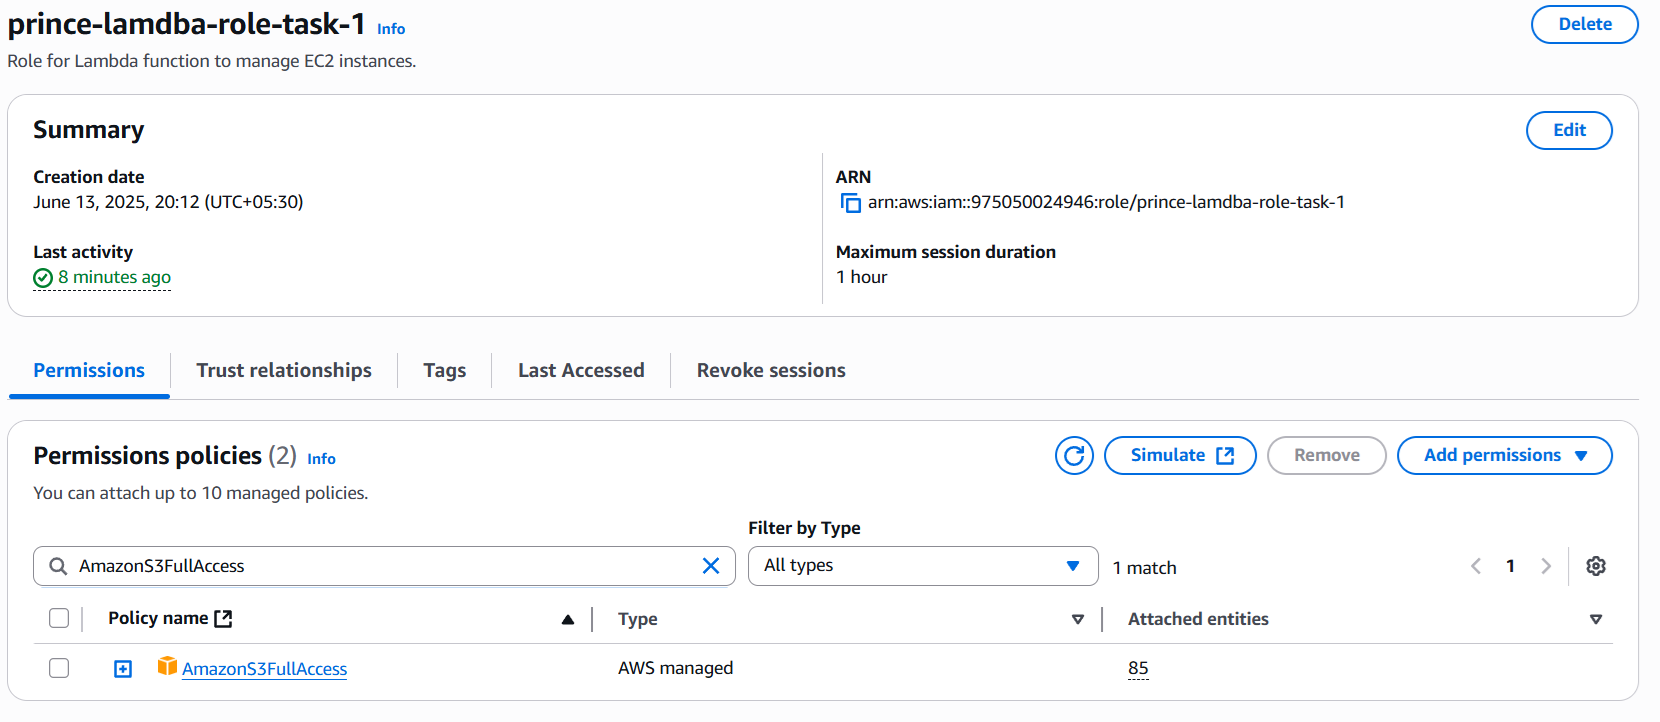 prince-lamdba-role-task-1 Info
Delete
Role for Lambda function to manage EC2 instances.
Summary
Edit
Creation date
June 13, 2025, 20:12 (UTC+05:30)
ARN
arn:aws:iam::975050024946:role/prince-lamdba-role-task-1
Last activity
8 minutes ago
Maximum session duration
1 hour
Permissions Trust relationships Tags Last Accessed Revoke sessions
Permissions policies (2) Info
Simulate Remove Add permissions
You can attach up to 10 managed policies.
Filter by Type
AmazonS3FullAccess All types 1 match 1
Policy name Type Attached entities
AmazonS3FullAccess AWS managed 85